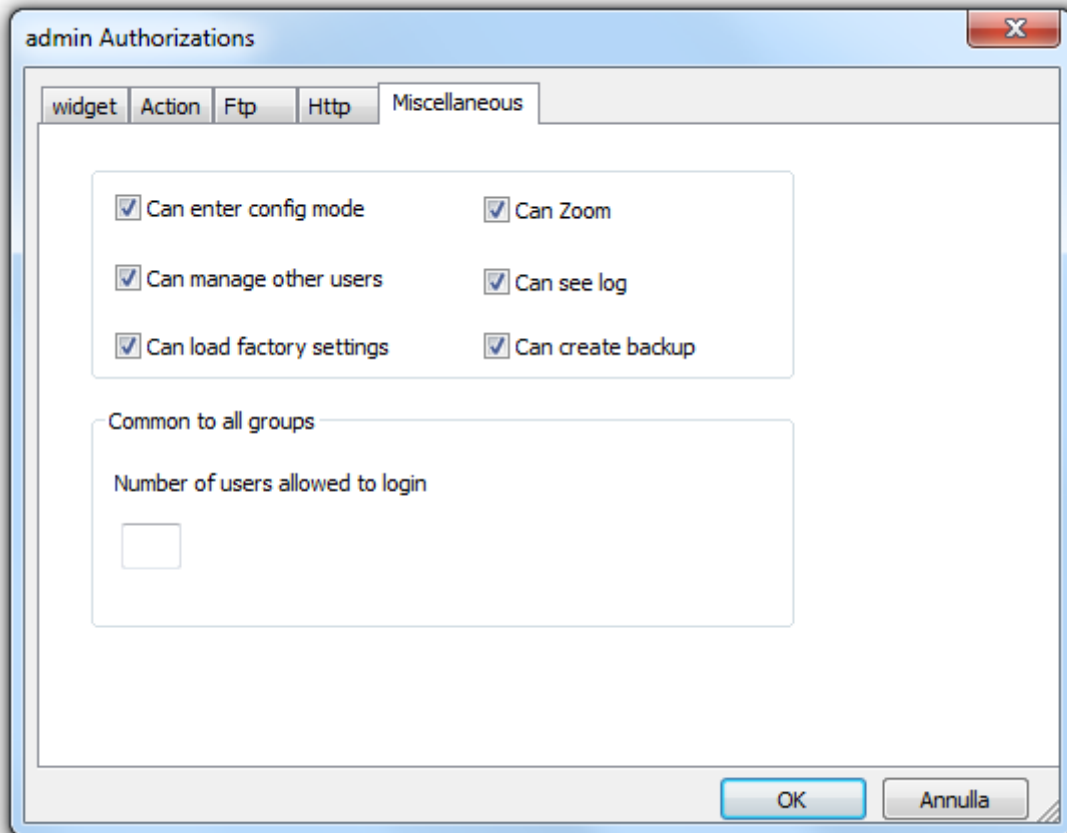 admin Authorizations
widget Action Ftp Http Miscellaneous
Can enter config mode Can Zoom
Can manage other users Can see log
Can load factory settings Can create backup
Common to all groups
Number of users allowed to login
OK Annulla